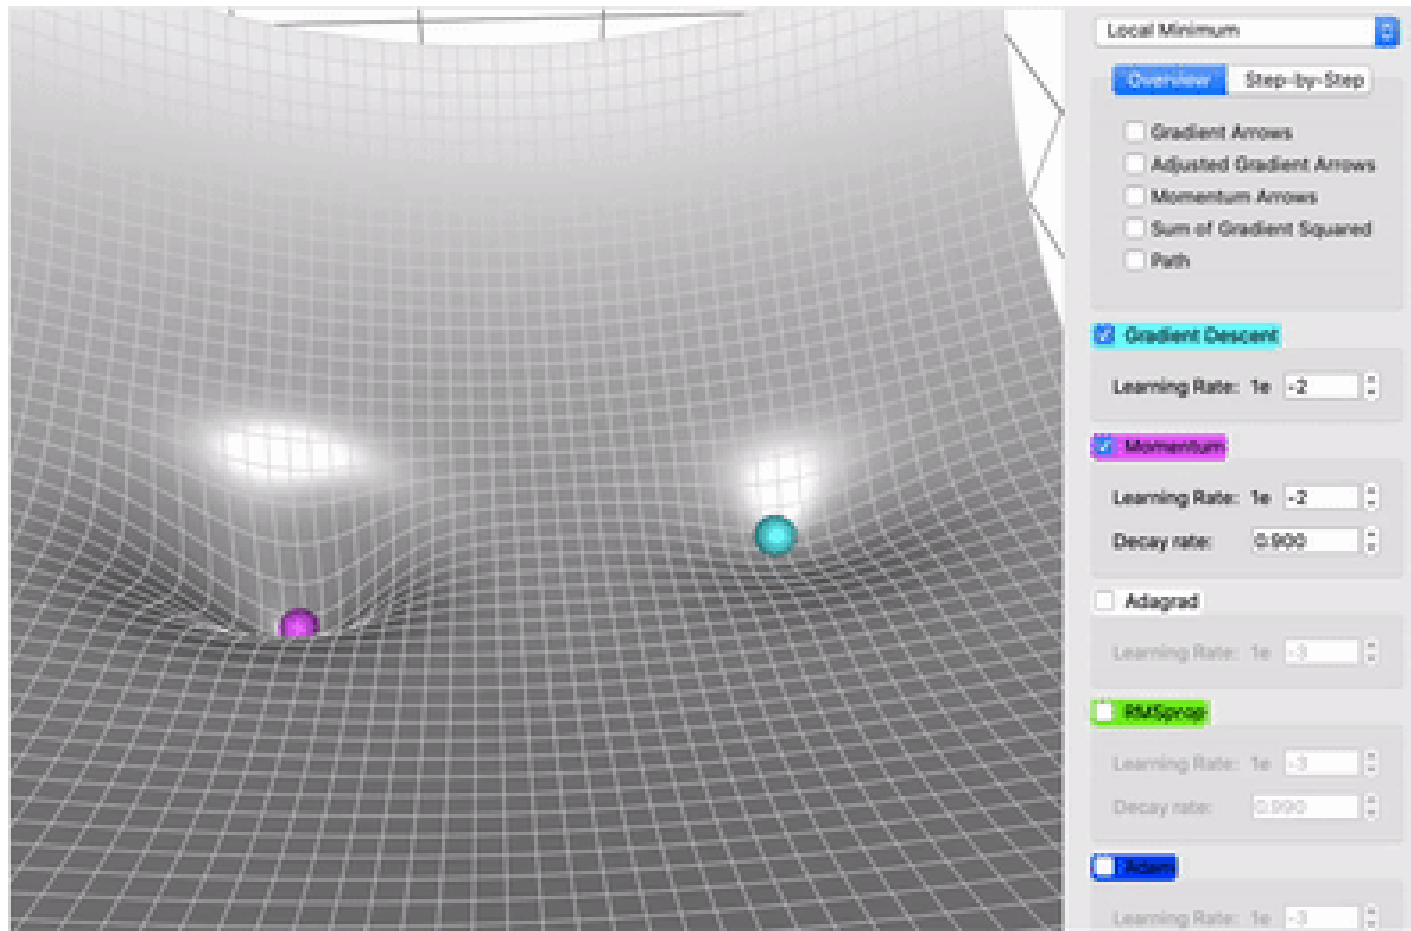 Local Minimum
Overview Step-by-Step
Gradient Arrows
Adjusted Gradient Arrows
Momentum Arrows
Sum of Gradient Squared
Path
Gradient Descent
Learning Rate: 1e -2
Momentum
Learning Rate: 1e -2
Decay rate: 0.900
Adagrad
Learning Rate: 1e -3
RMSprop
Learning Rate: 1e -3
Decay rate: 0.990
Adam
Learning Rate: 1e -3